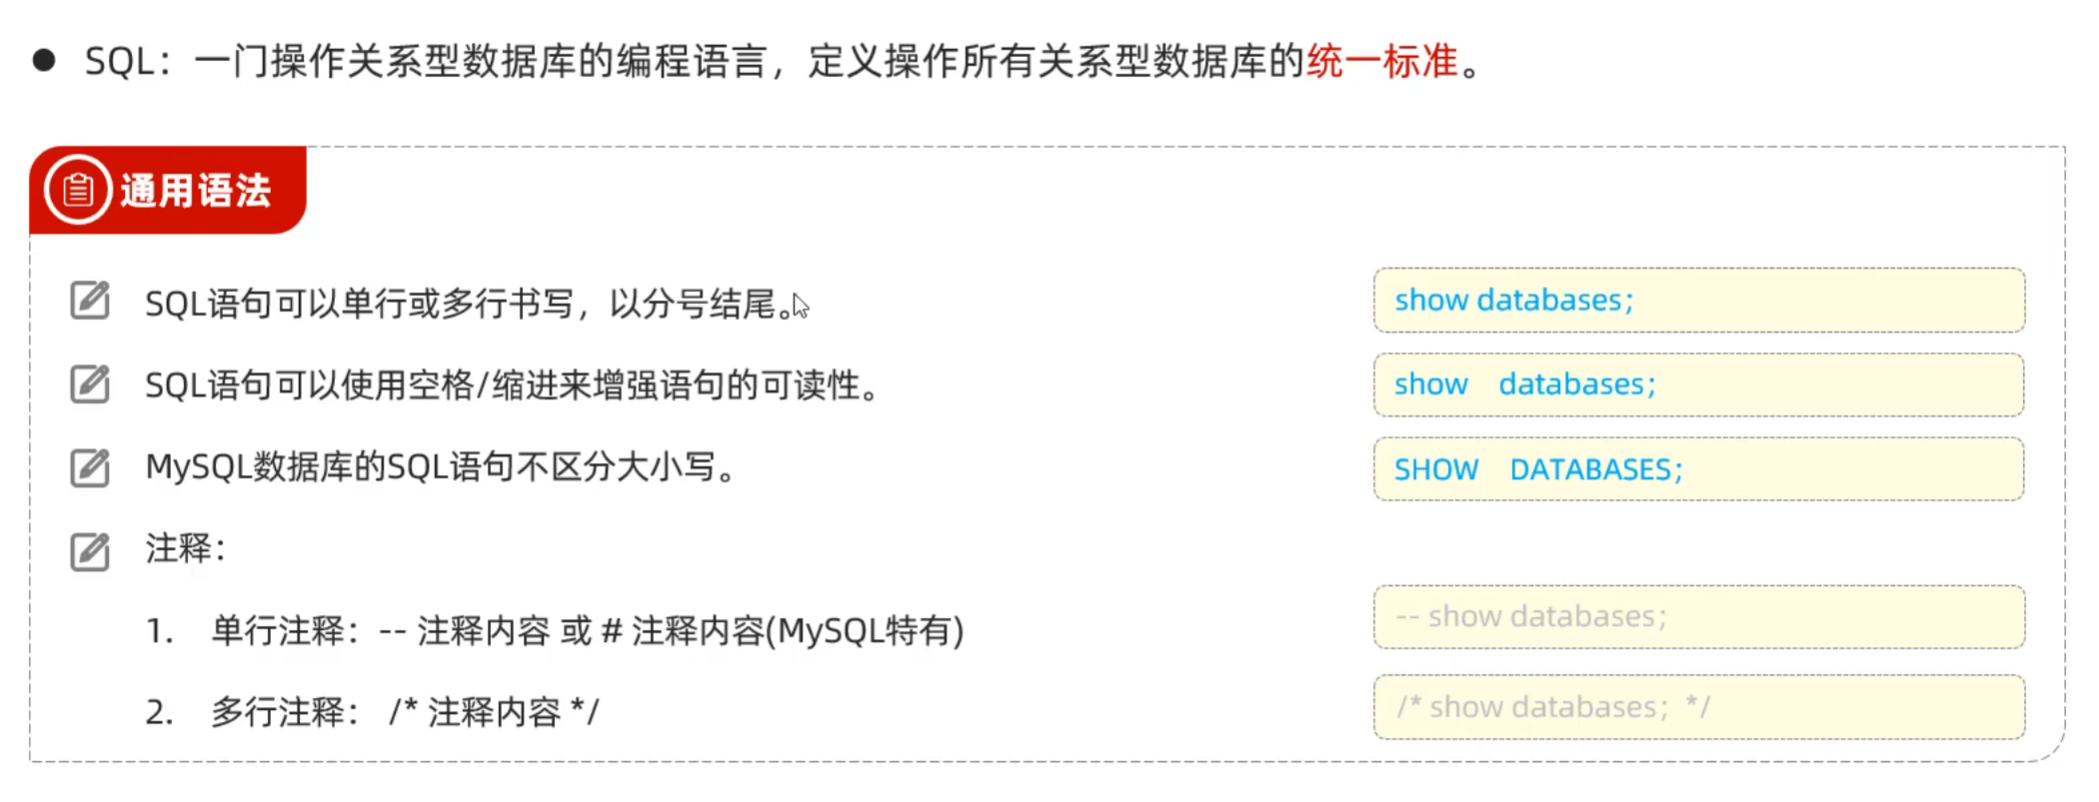 ● SQL：一门操作关系型数据库的编程语言，定义操作所有关系型数据库的统一标准。
通用语法
SQL语句可以单行或多行书写，以分号结尾。
show databases;
SQL语句可以使用空格/缩进来增强语句的可读性。
show    databases;
MySQL数据库的SQL语句不区分大小写。
SHOW    DATABASES;
注释：
1. 单行注释：-- 注释内容 或 # 注释内容(MySQL特有)
-- show databases;
2. 多行注释： /* 注释内容 */
/* show databases; */